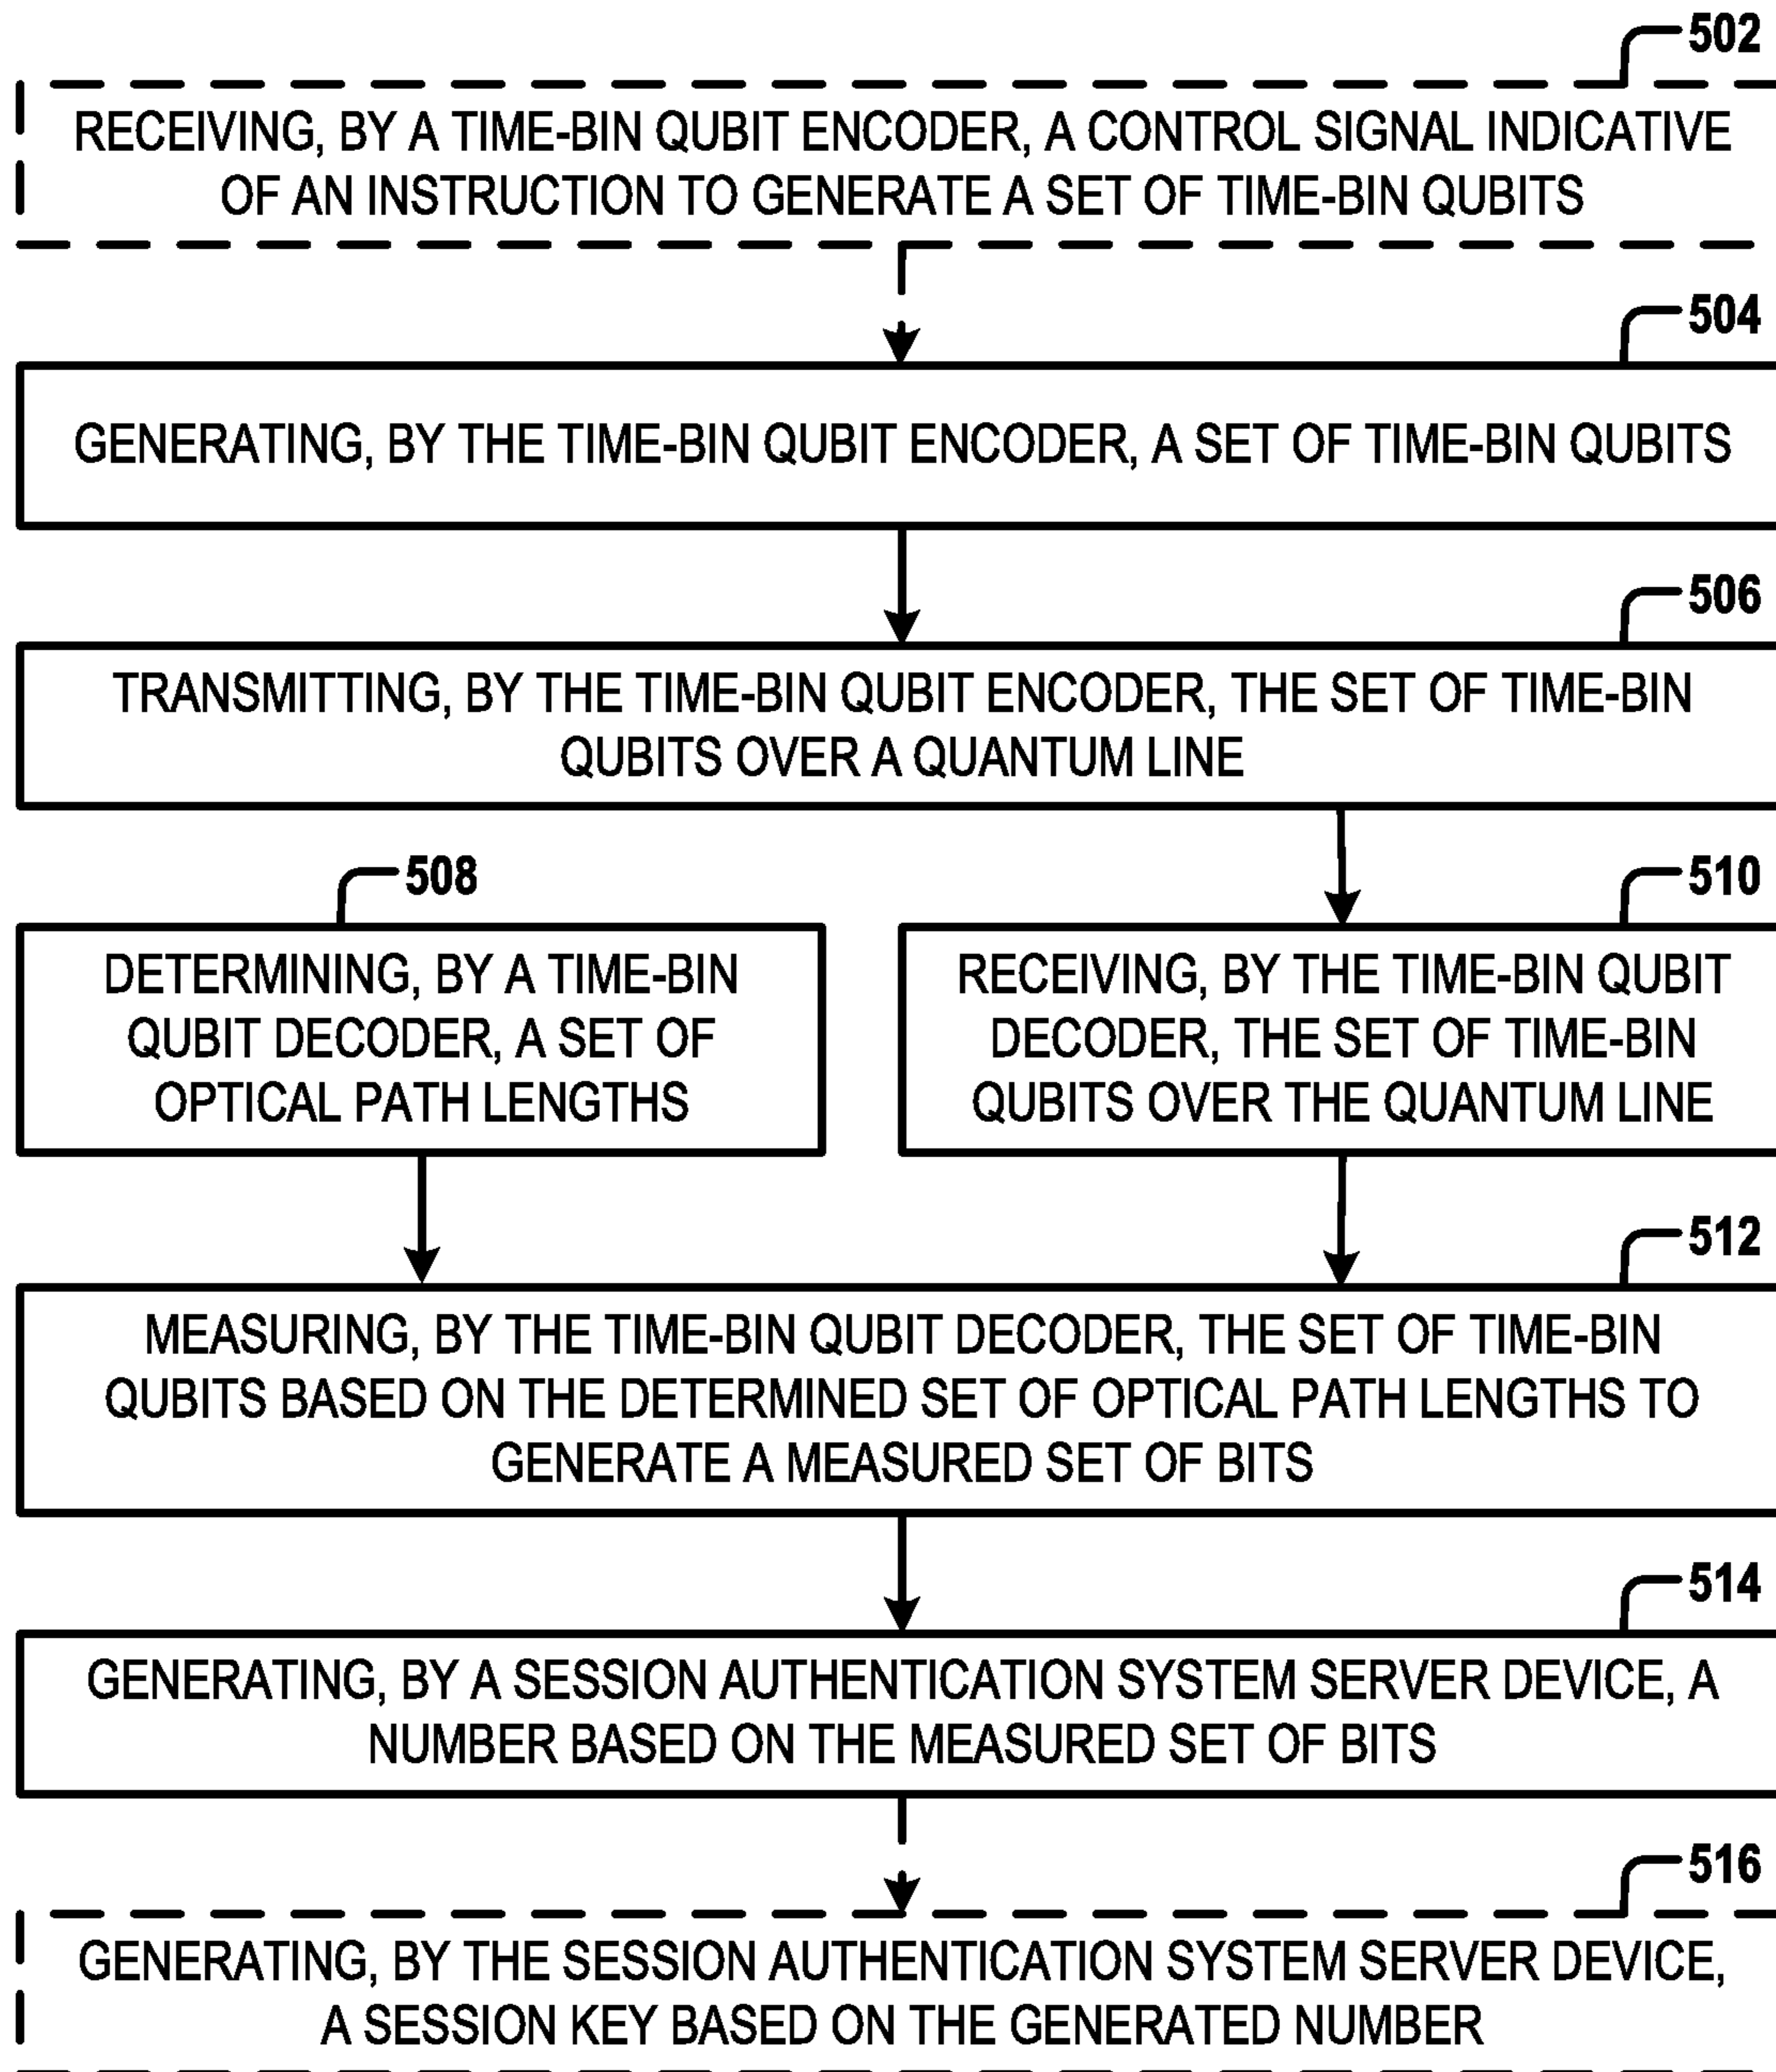 502
RECEIVING, BY A TIME-BIN QUBIT ENCODER, A CONTROL SIGNAL INDICATIVE
OF AN INSTRUCTION TO GENERATE A SET OF TIME-BIN QUBITS
504
GENERATING, BY THE TIME-BIN QUBIT ENCODER, A SET OF TIME-BIN QUBITS
506
TRANSMITTING, BY THE TIME-BIN QUBIT ENCODER, THE SET OF TIME-BIN
QUBITS OVER A QUANTUM LINE
508
DETERMINING, BY A TIME-BIN
QUBIT DECODER, A SET OF
OPTICAL PATH LENGTHS
510
RECEIVING, BY THE TIME-BIN QUBIT
DECODER, THE SET OF TIME-BIN
QUBITS OVER THE QUANTUM LINE
512
MEASURING, BY THE TIME-BIN QUBIT DECODER, THE SET OF TIME-BIN
QUBITS BASED ON THE DETERMINED SET OF OPTICAL PATH LENGTHS TO
GENERATE A MEASURED SET OF BITS
514
GENERATING, BY A SESSION AUTHENTICATION SYSTEM SERVER DEVICE, A
NUMBER BASED ON THE MEASURED SET OF BITS
516
GENERATING, BY THE SESSION AUTHENTICATION SYSTEM SERVER DEVICE,
A SESSION KEY BASED ON THE GENERATED NUMBER